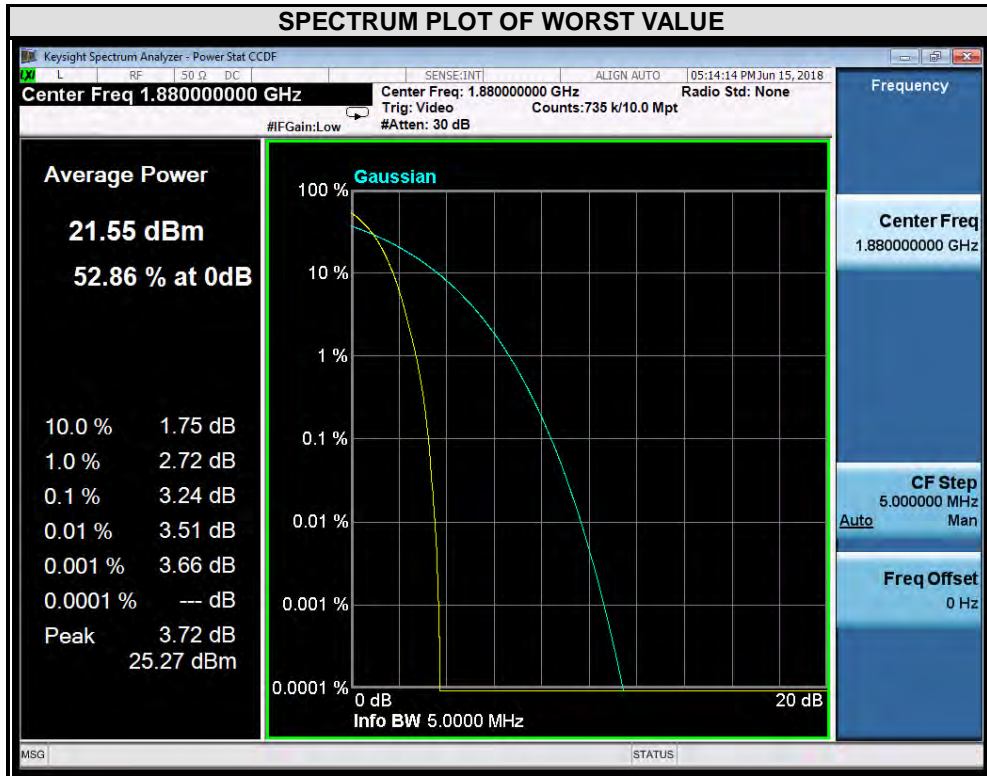 SPECTRUM PLOT OF WORST VALUE
Keysight Spectrum Analyzer - Power Stat CCDF
LXI L RF 50 Ω DC SENSE:INT ALIGN AUTO 05:14:14 PM Jun 15, 2018
Center Freq 1.880000000 GHz
Center Freq: 1.880000000 GHz Radio Std: None
Trig: Video Counts:735 k/10.0 Mpt
#IFGain:Low #Atten: 30 dB
Frequency
Average Power
21.55 dBm
52.86 % at 0dB
10.0 % 1.75 dB
1.0 % 2.72 dB
0.1 % 3.24 dB
0.01 % 3.51 dB
0.001 % 3.66 dB
0.0001 % --- dB
Peak 3.72 dB
25.27 dBm
Gaussian
100 %
10 %
1 %
0.1 %
0.01 %
0.001 %
0.0001 %
0 dB 20 dB
Info BW 5.0000 MHz
Center Freq
1.880000000 GHz
CF Step
5.000000 MHz
Auto Man
Freq Offset
0 Hz
MSG STATUS